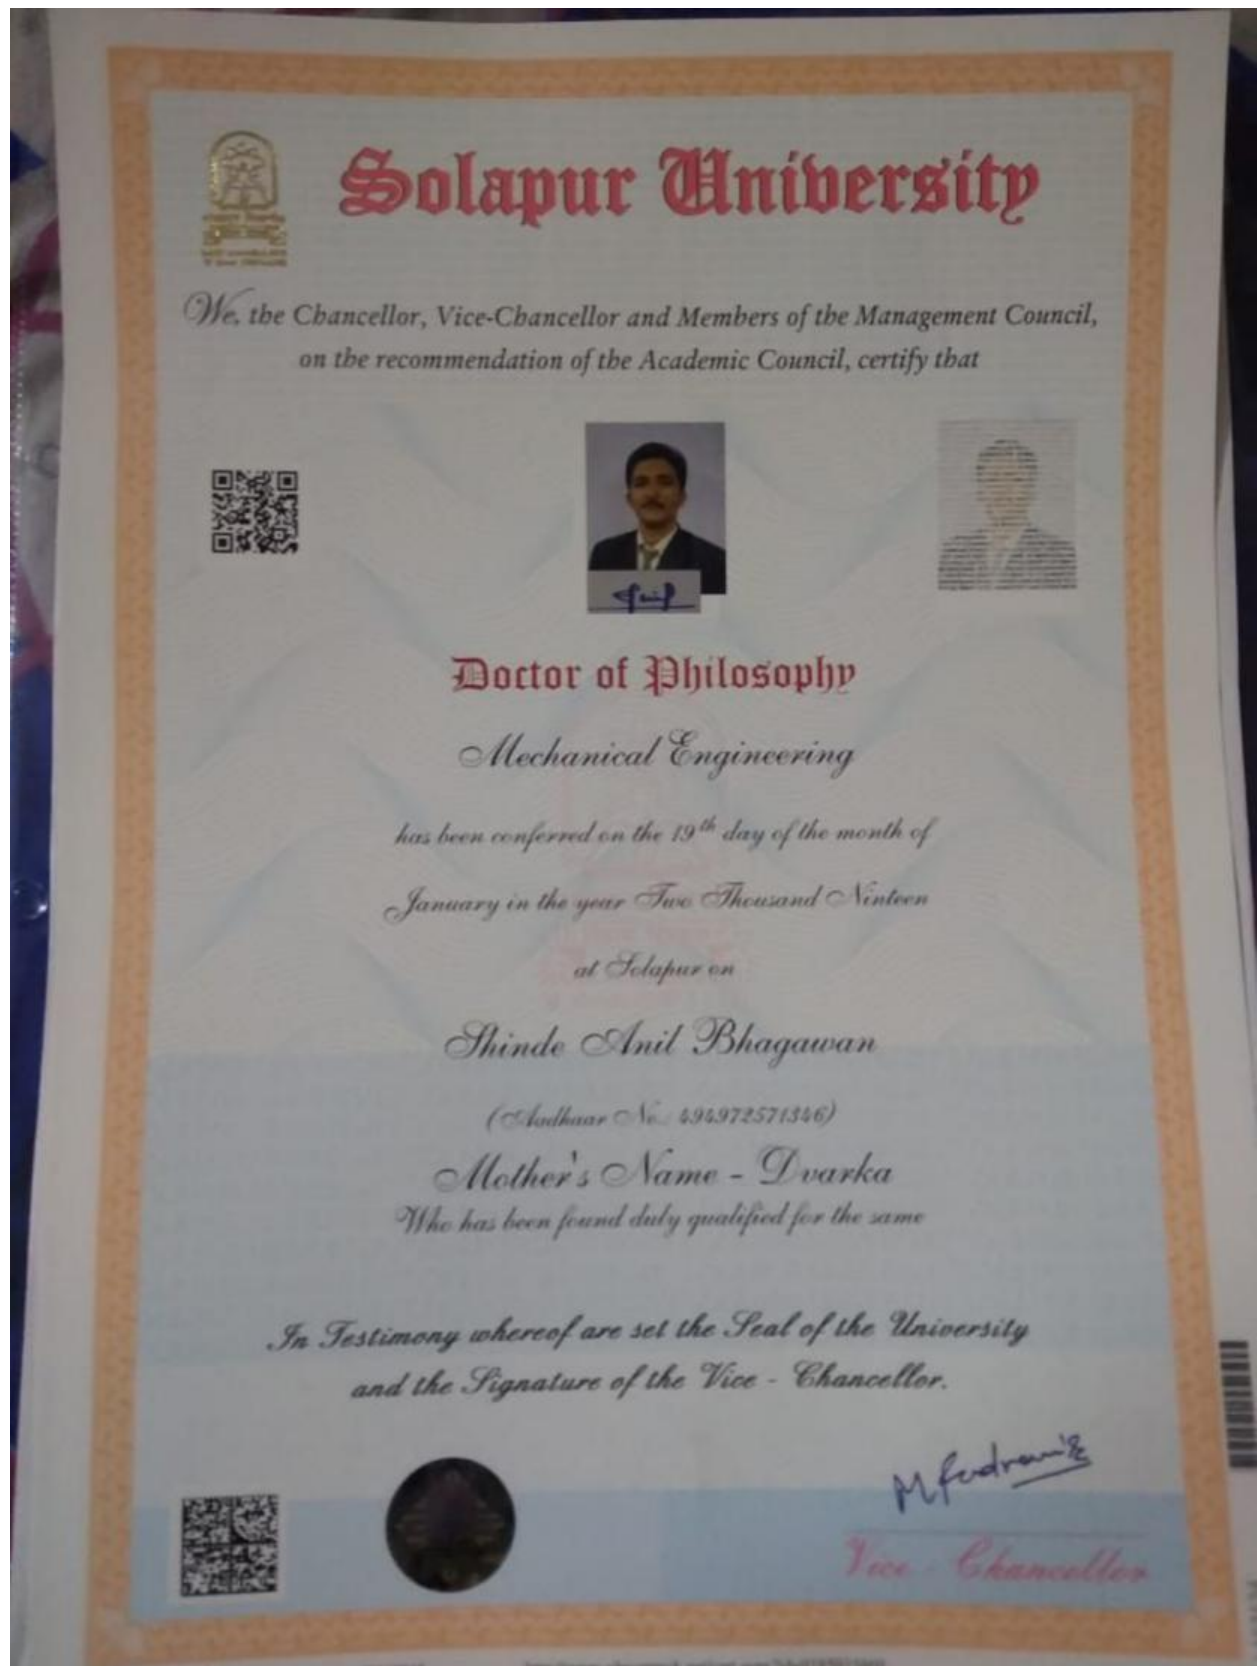 Solapur University
We, the Chancellor, Vice-Chancellor and Members of the Management Council,
on the recommendation of the Academic Council, certify that
Doctor of Philosophy
Mechanical Engineering
has been conferred on the 19th day of the month of
January in the year Two Thousand Ninteen
at Solapur on
Shinde Anil Bhagawan
(Aadhaar No. 494972571346)
Mother's Name - Dvarka
Who has been found duly qualified for the same
In Testimony whereof are set the Seal of the University
and the Signature of the Vice - Chancellor.
Vice - Chancellor